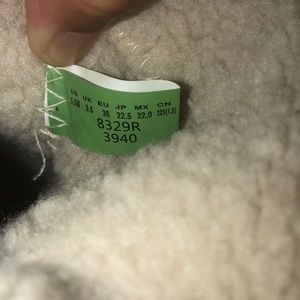 US UK EU JP MX CN
5.5M 3.5 36 22.5 22.0 225(1.5)
8329R
3940